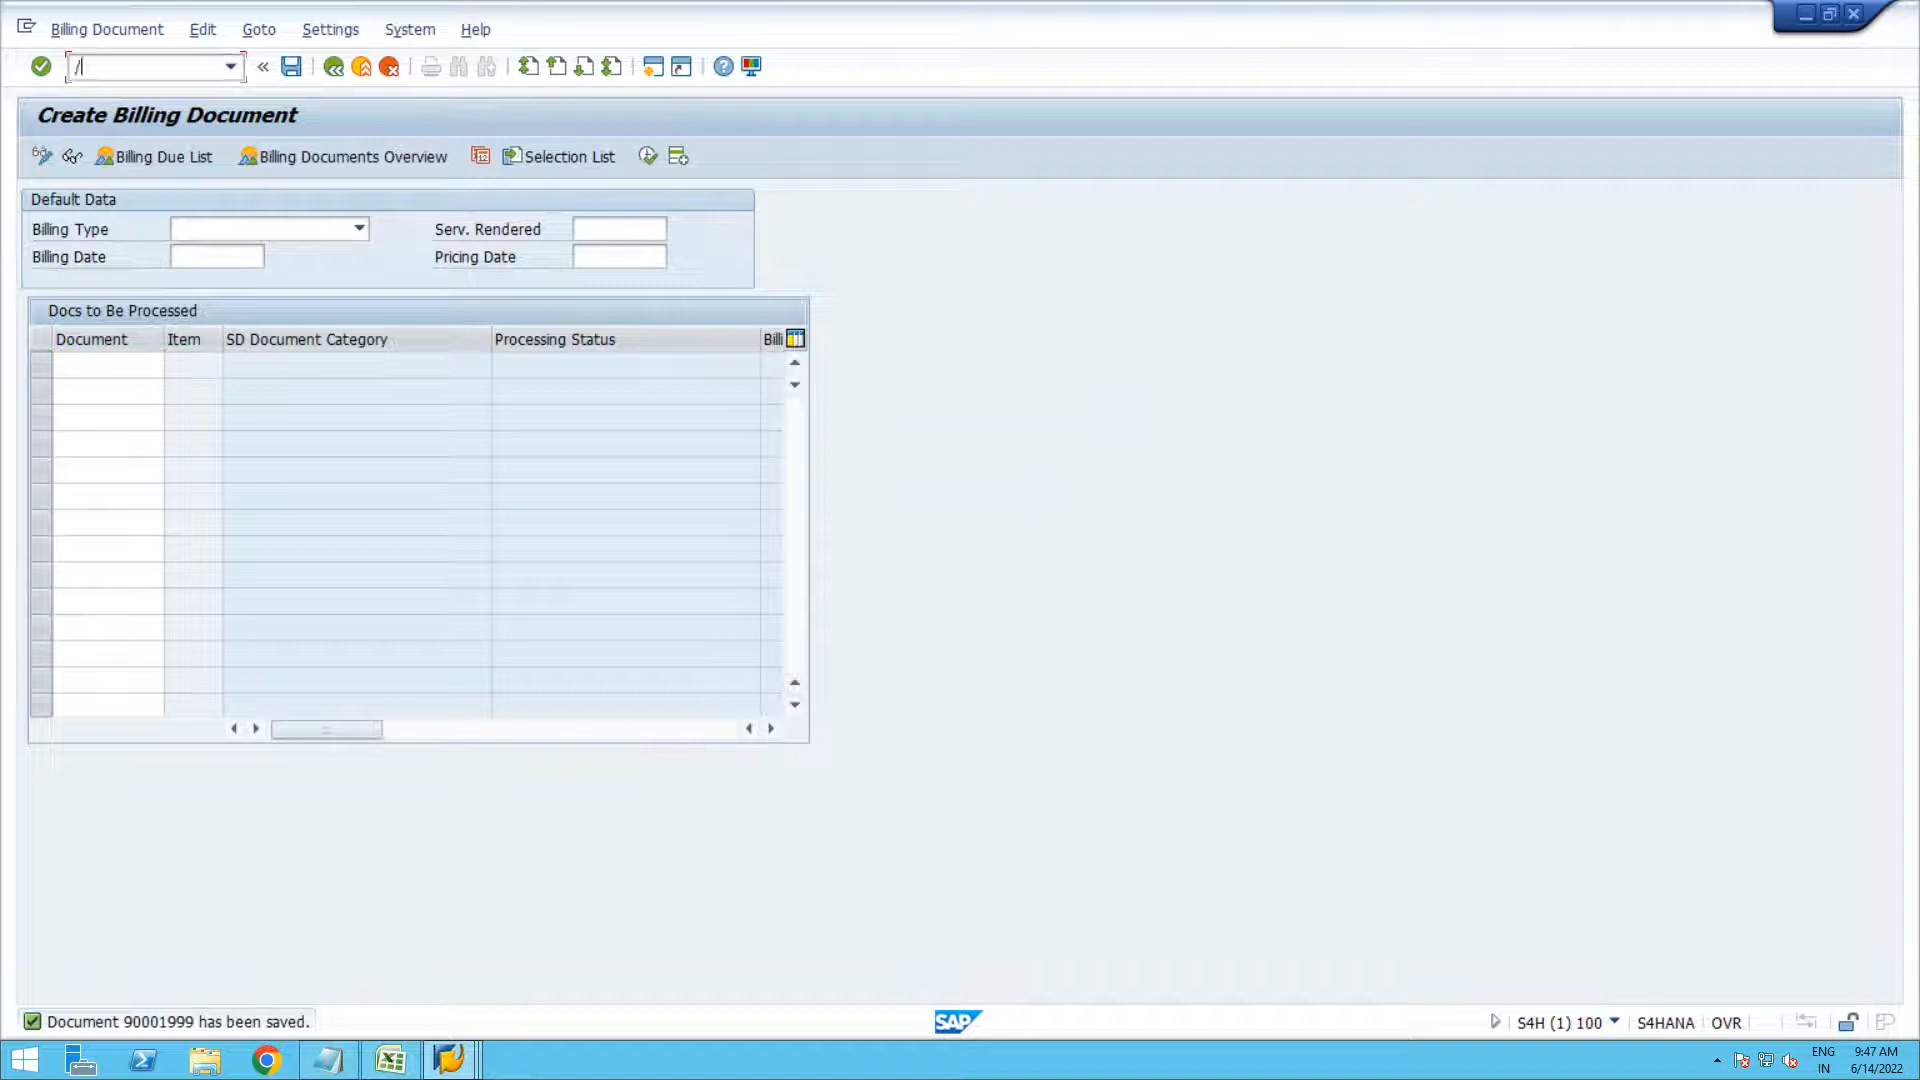 Billing Document Edit Goto Settings System Help
/
Create Billing Document
Billing Due List Billing Documents Overview Selection List
Default Data
Billing Type Serv. Rendered
Billing Date Pricing Date
Docs to Be Processed
Document Item SD Document Category Processing Status Billi
Document 90001999 has been saved. SAP S4H (1) 100 S4HANA OVR
ENG 9:47 AM
IN 6/14/2022